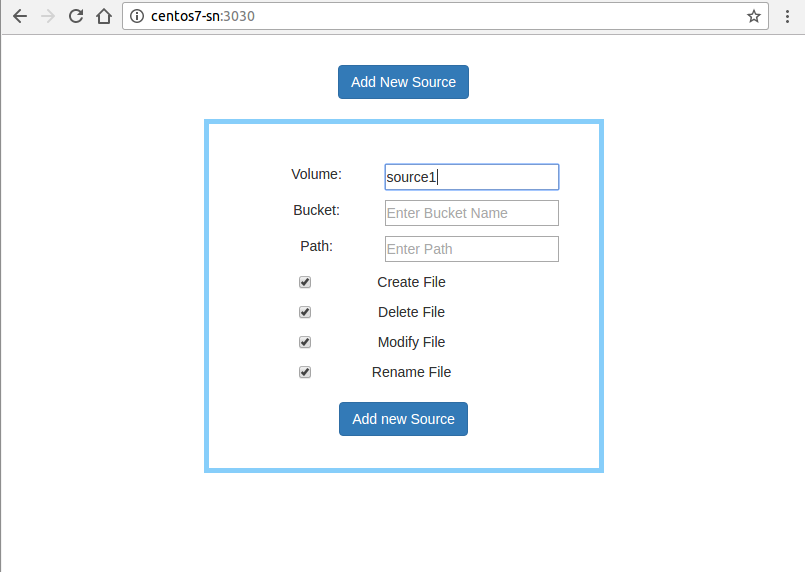 centos7-sn:3030
Add New Source
Volume: source1
Bucket: Enter Bucket Name
Path: Enter Path
Create File
Delete File
Modify File
Rename File
Add new Source